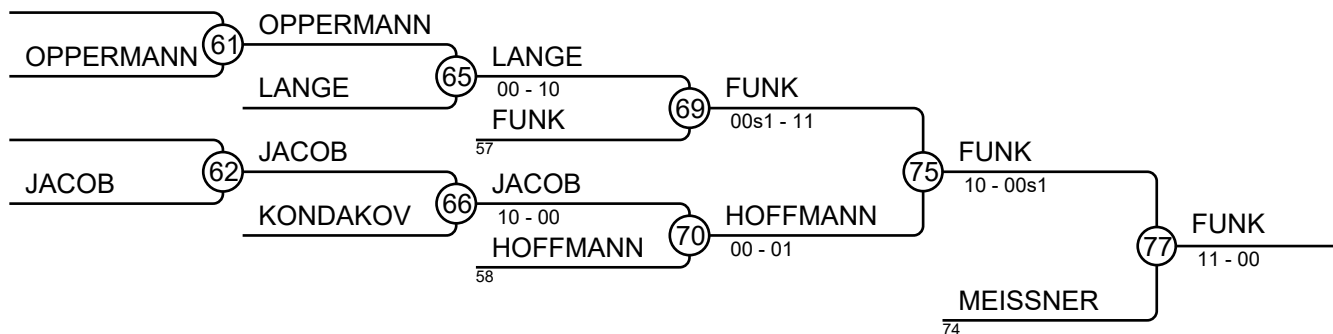 OPPERMANN
61
OPPERMANN
LANGE
65
LANGE
00 - 10
FUNK
57
69
FUNK
00s1 - 11
JACOB
62
JACOB
KONDAKOV
66
JACOB
10 - 00
HOFFMANN
58
70
HOFFMANN
00 - 01
75
FUNK
10 - 00s1
MEISSNER
74
77
FUNK
11 - 00